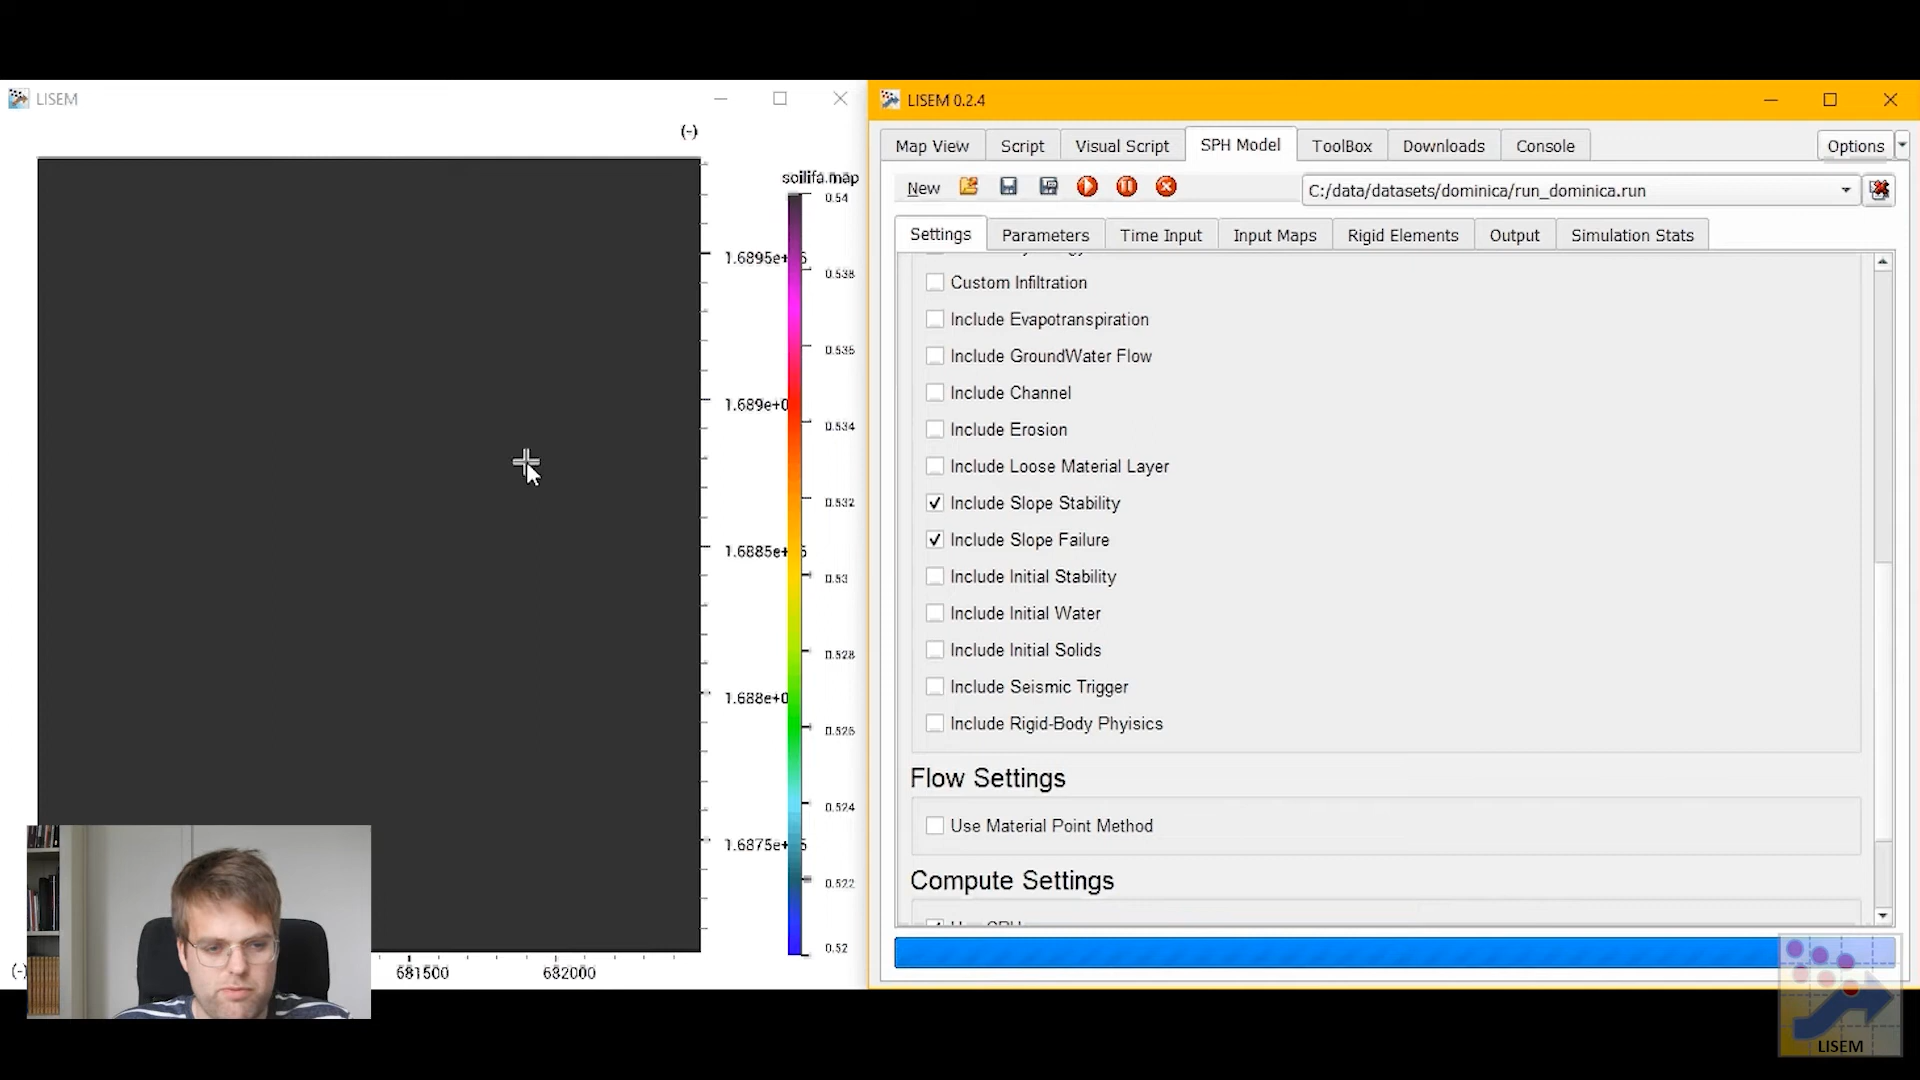 LISEM
(-)
soilifa.map
0.54
1.6895e+
0.538
0.535
1.689e+0
0.534
0.532
1.6885e+
0.53
0.528
1.688e+0
0.526
0.524
1.6875e+
0.522
0.52
(-)
681500
682000
LISEM 0.2.4
Map View
Script
Visual Script
SPH Model
ToolBox
Downloads
Console
Options
New
C:/data/datasets/dominica/run_dominica.run
Settings
Parameters
Time Input
Input Maps
Rigid Elements
Output
Simulation Stats
Custom Infiltration
Include Evapotranspiration
Include GroundWater Flow
Include Channel
Include Erosion
Include Loose Material Layer
Include Slope Stability
Include Slope Failure
Include Initial Stability
Include Initial Water
Include Initial Solids
Include Seismic Trigger
Include Rigid-Body Phyisics
Flow Settings
Use Material Point Method
Compute Settings
LISEM